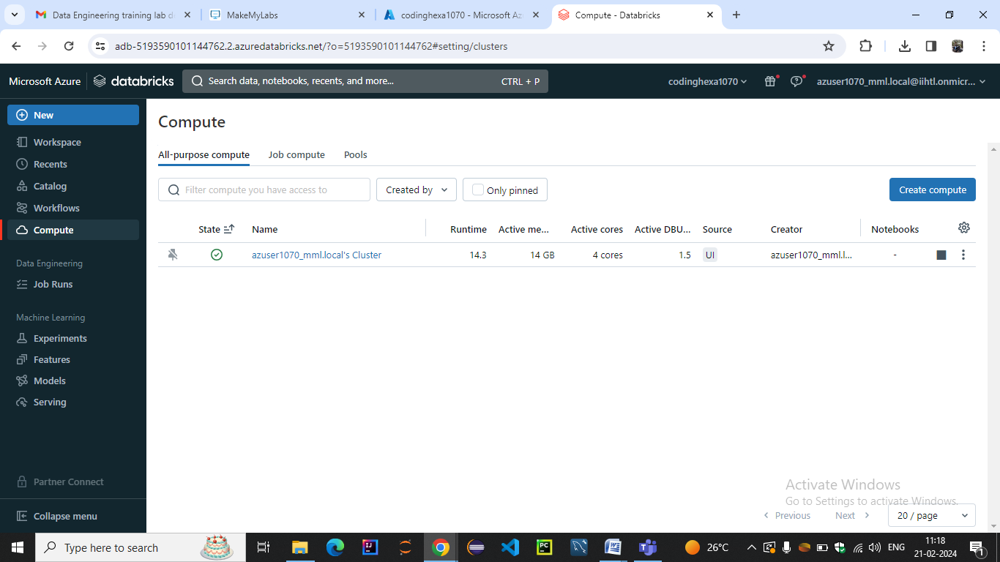 Data Engineering training lab d
MakeMyLabs
codinghexa1070 - Microsoft Az
Compute - Databricks
adb-5193590101144762.2.azuredatabricks.net/?o=5193590101144762#setting/clusters
Microsoft Azure
databricks
Search data, notebooks, recents, and more...
CTRL + P
codinghexa1070
azuser1070_mml.local@iihtl.onmicr...
New
Workspace
Recents
Catalog
Workflows
Compute
Data Engineering
Job Runs
Machine Learning
Experiments
Features
Models
Serving
Partner Connect
Collapse menu
Compute
All-purpose compute
Job compute
Pools
Filter compute you have access to
Created by
Only pinned
Create compute
State
Name
Runtime
Active me...
Active cores
Active DBU...
Source
Creator
Notebooks
azuser1070_mml.local's Cluster
14.3
14 GB
4 cores
1.5
UI
azuser1070_mml.l...
-
Activate Windows
Go to Settings to activate Windows.
Previous
Next
20 / page
Type here to search
26°C
ENG
11:18
21-02-2024
1